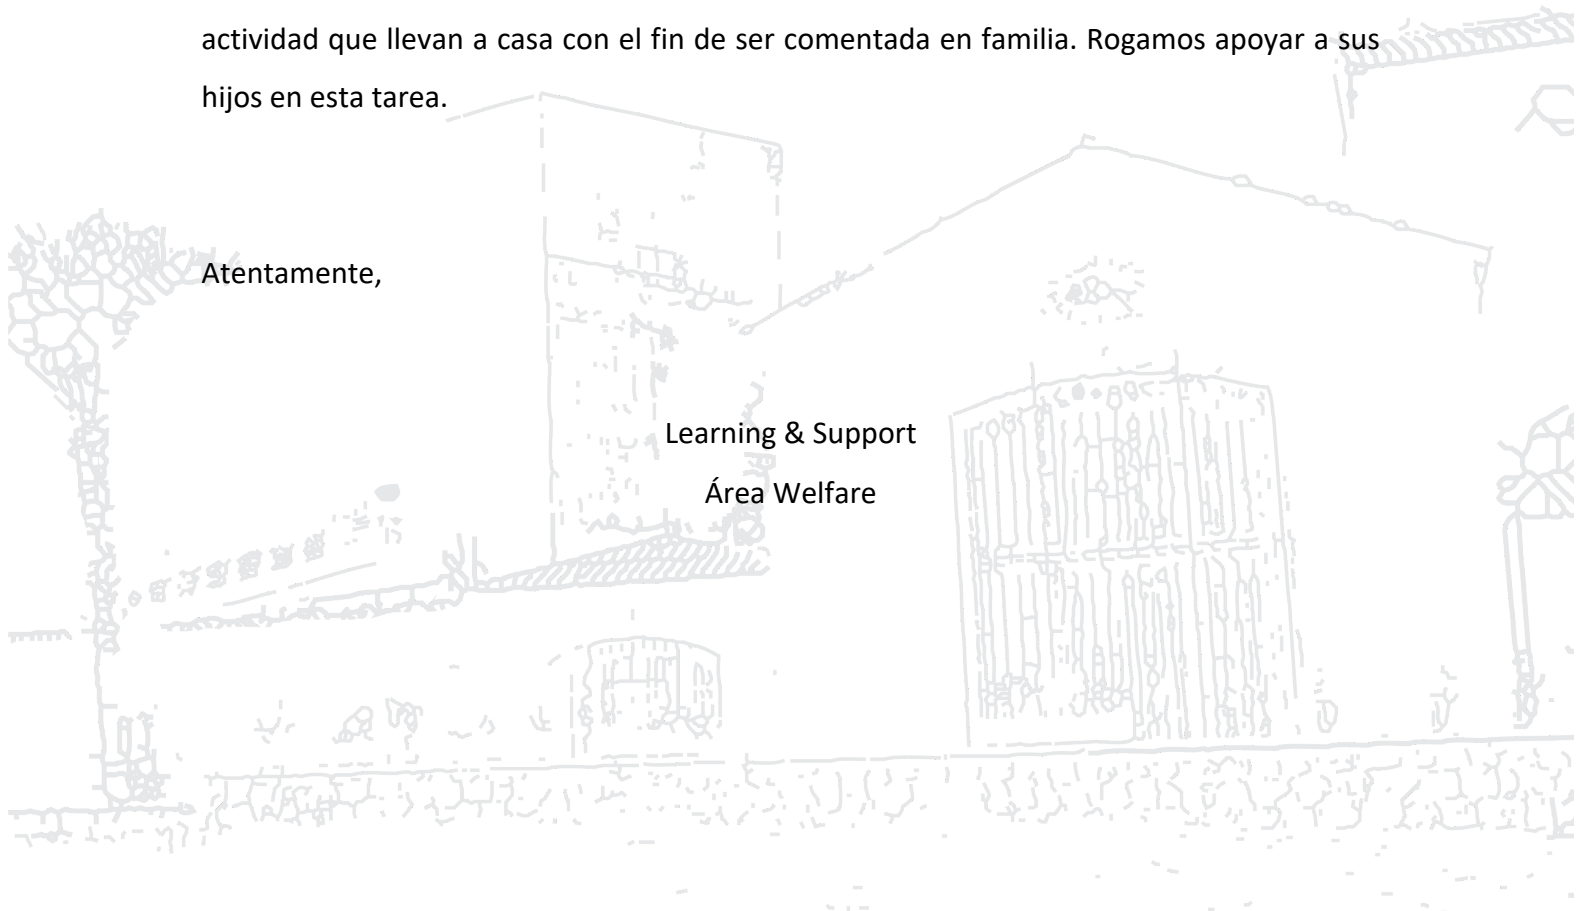 actividad que llevan a casa con el fin de ser comentada en familia. Rogamos apoyar a sus
hijos en esta tarea.
Atentamente,
Learning & Support
Área Welfare